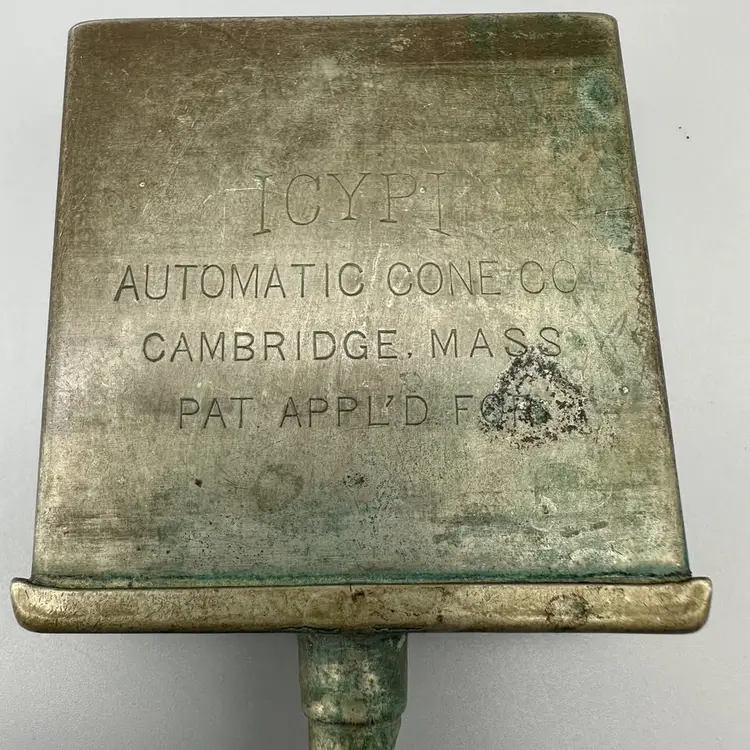 ICYPI
AUTOMATIC CONE CO
CAMBRIDGE, MASS
PAT. APPL'D FOR